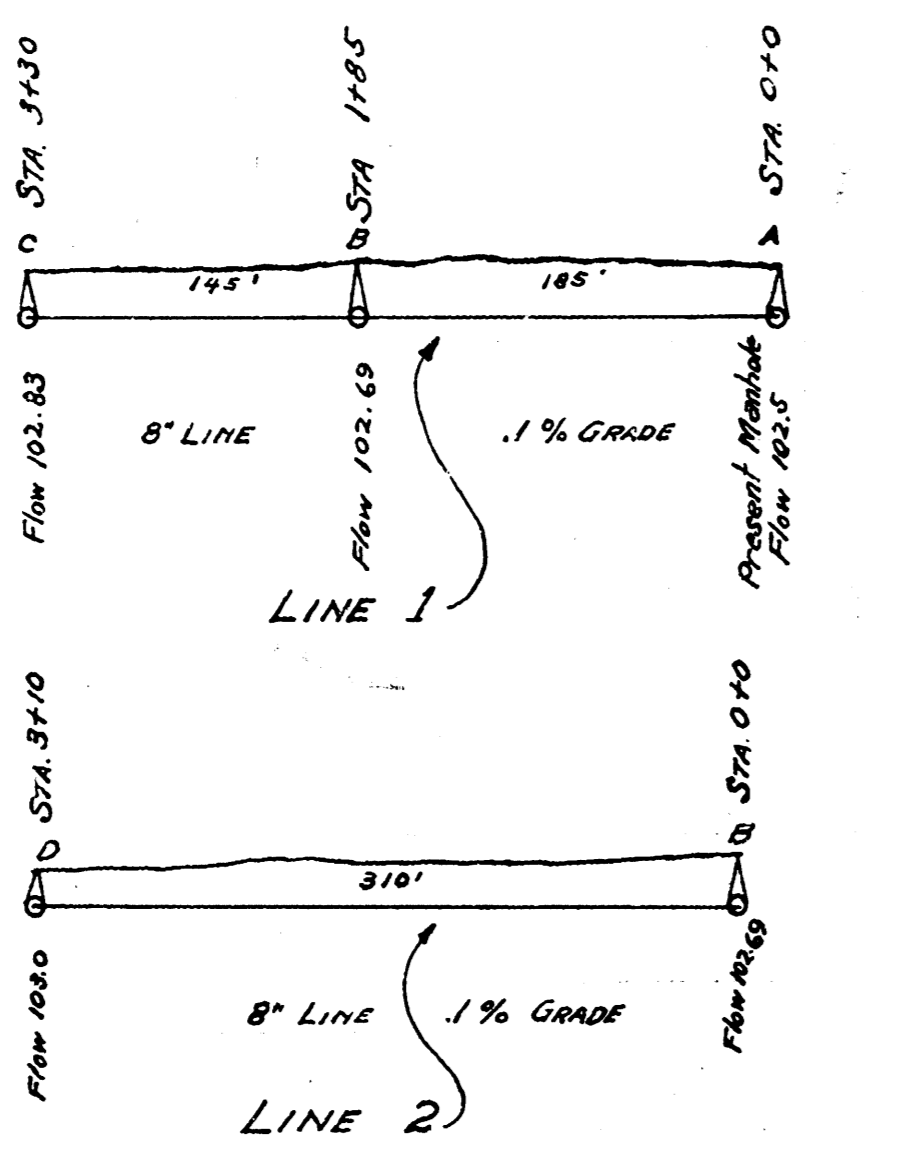 C STA. 3+30
B STA 1+85
A STA. 0+0
145'
185'
Flow 102.83
8" LINE
Flow 102.69
.1% GRADE
Present Manhole
Flow 102.5
LINE 1
D STA. 3+10
B STA. 0+0
310'
Flow 103.0
8" LINE
.1% GRADE
Flow 102.69
LINE 2